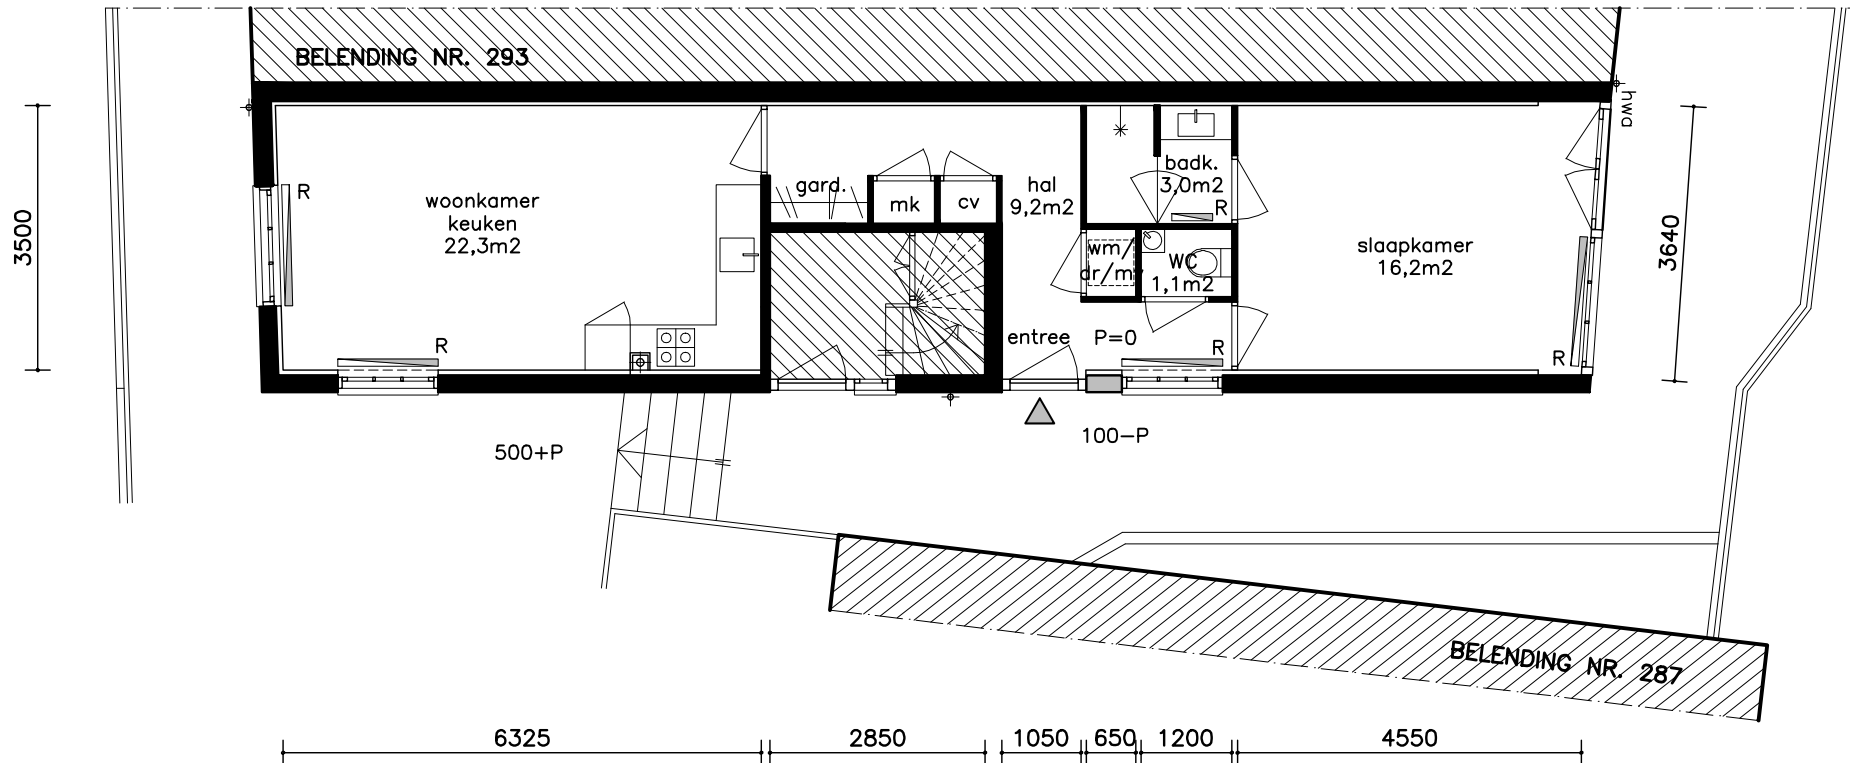 BELENDING NR. 293
hwa
3500
R
woonkamer
keuken
22,3m2
gard.
mk
cv
hal
9,2m2
badk.
3,0m2
R
wm/
dr/mv
WC
1,1m2
slaapkamer
16,2m2
3640
R
R
entree
P=0
R
500+P
100-P
BELENDING NR. 287
6325
2850
1050
650
1200
4550